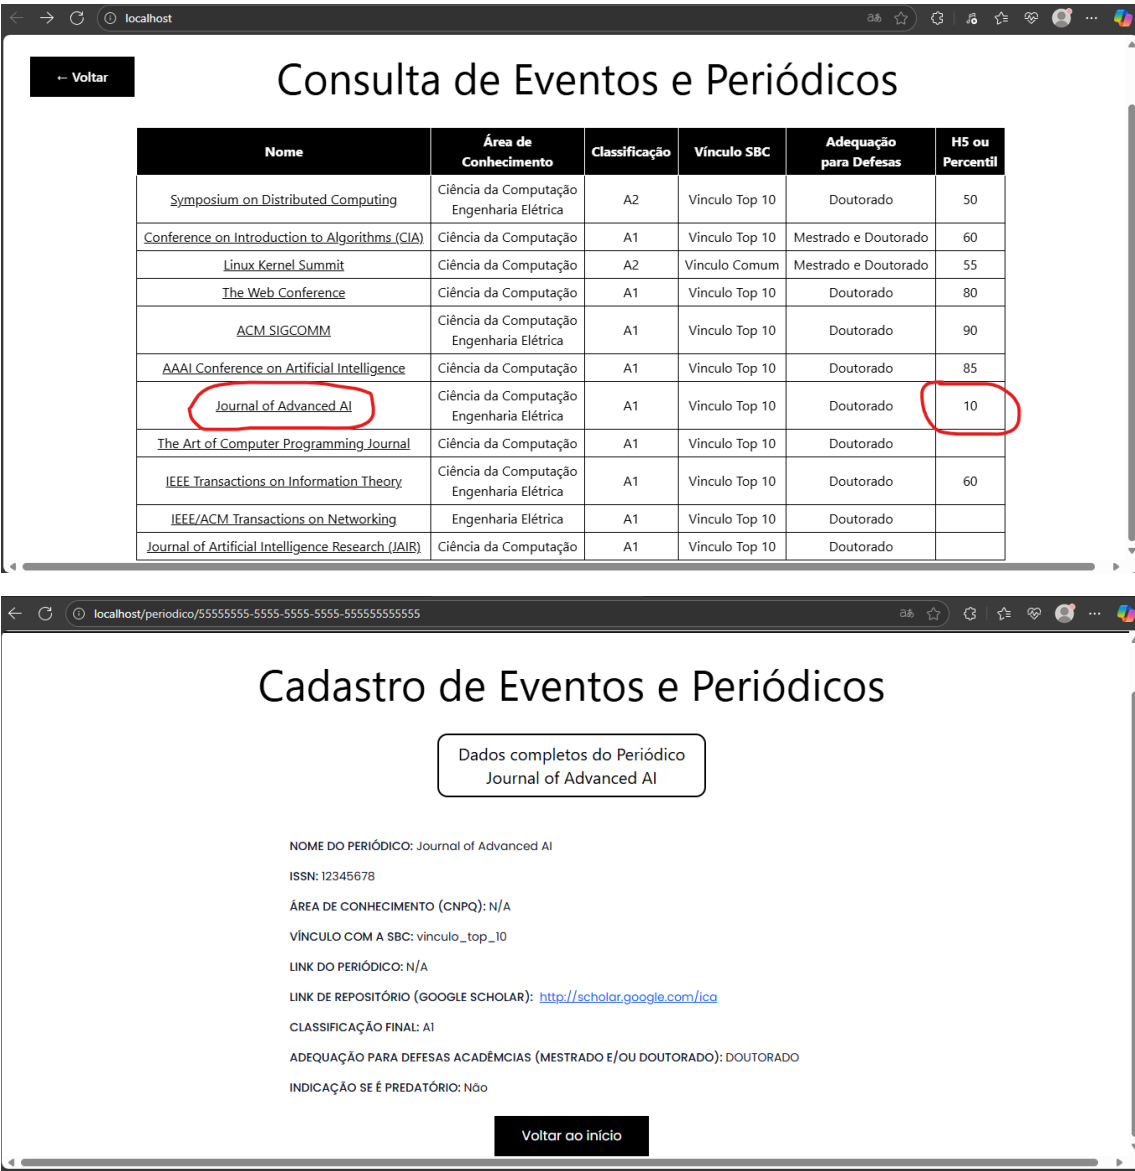 localhost
← Voltar
Consulta de Eventos e Periódicos
Nome
Área de
Conhecimento
Classificação
Vínculo SBC
Adequação
para Defesas
H5 ou
Percentil
Symposium on Distributed Computing
Ciência da Computação
Engenharia Elétrica
A2
Vinculo Top 10
Doutorado
50
Conference on Introduction to Algorithms (CIA)
Ciência da Computação
A1
Vinculo Top 10
Mestrado e Doutorado
60
Linux Kernel Summit
Ciência da Computação
A2
Vinculo Comum
Mestrado e Doutorado
55
The Web Conference
Ciência da Computação
A1
Vinculo Top 10
Doutorado
80
ACM SIGCOMM
Ciência da Computação
Engenharia Elétrica
A1
Vinculo Top 10
Doutorado
90
AAAI Conference on Artificial Intelligence
Ciência da Computação
A1
Vinculo Top 10
Doutorado
85
Journal of Advanced AI
Ciência da Computação
Engenharia Elétrica
A1
Vinculo Top 10
Doutorado
10
The Art of Computer Programming Journal
Ciência da Computação
A1
Vinculo Top 10
Doutorado
IEEE Transactions on Information Theory
Ciência da Computação
Engenharia Elétrica
A1
Vinculo Top 10
Doutorado
60
IEEE/ACM Transactions on Networking
Engenharia Elétrica
A1
Vinculo Top 10
Doutorado
Journal of Artificial Intelligence Research (JAIR)
Ciência da Computação
A1
Vinculo Top 10
Doutorado
localhost/periodico/55555555-5555-5555-5555-555555555555
Cadastro de Eventos e Periódicos
Dados completos do Periódico
Journal of Advanced AI
NOME DO PERIÓDICO: Journal of Advanced AI
ISSN: 12345678
ÁREA DE CONHECIMENTO (CNPQ): N/A
VÍNCULO COM A SBC: vinculo_top_10
LINK DO PERIÓDICO: N/A
LINK DE REPOSITÓRIO (GOOGLE SCHOLAR): http://scholar.google.com/ica
CLASSIFICAÇÃO FINAL: A1
ADEQUAÇÃO PARA DEFESAS ACADÊMCIAS (MESTRADO E/OU DOUTORADO): DOUTORADO
INDICAÇÃO SE É PREDATÓRIO: Não
Voltar ao início